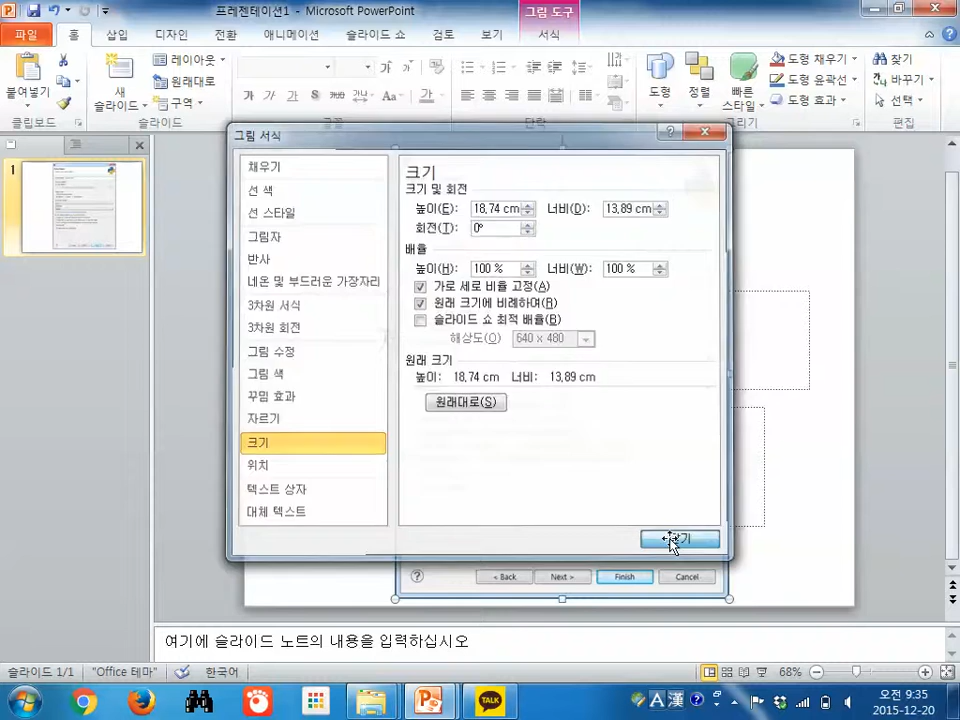 프레젠테이션1 - Microsoft PowerPoint
그림 도구
파일
홈
삽입
디자인
전환
애니메이션
슬라이드 쇼
검토
보기
서식
붙여넣기
클립보드
새 슬라이드
레이아웃
원래대로
구역
슬라이드
가 가 가 S 가나다 간 Aa 가
단락
도형
정렬
빠른 스타일
도형 채우기
도형 윤곽선
도형 효과
그리기
찾기
바꾸기
선택
편집
1
그림 서식
채우기
선 색
선 스타일
그림자
반사
네온 및 부드러운 가장자리
3차원 서식
3차원 회전
그림 수정
그림 색
꾸밈 효과
자르기
크기
위치
텍스트 상자
대체 텍스트
크기
크기 및 회전
높이(E): 18,74 cm 너비(D): 13,89 cm
회전(T): 0°
배율
높이(H): 100 % 너비(W): 100 %
가로 세로 비율 고정(A)
원래 크기에 비례하여(R)
슬라이드 쇼 최적 배율(B)
해상도(O) 640 x 480
원래 크기
높이: 18,74 cm 너비: 13,89 cm
원래대로(S)
< Back Next > Finish Cancel
여기에 슬라이드 노트의 내용을 입력하십시오
슬라이드 1/1 "Office 테마" 한국어 68%
TALK
A 漢
오전 9:35
2015-12-20